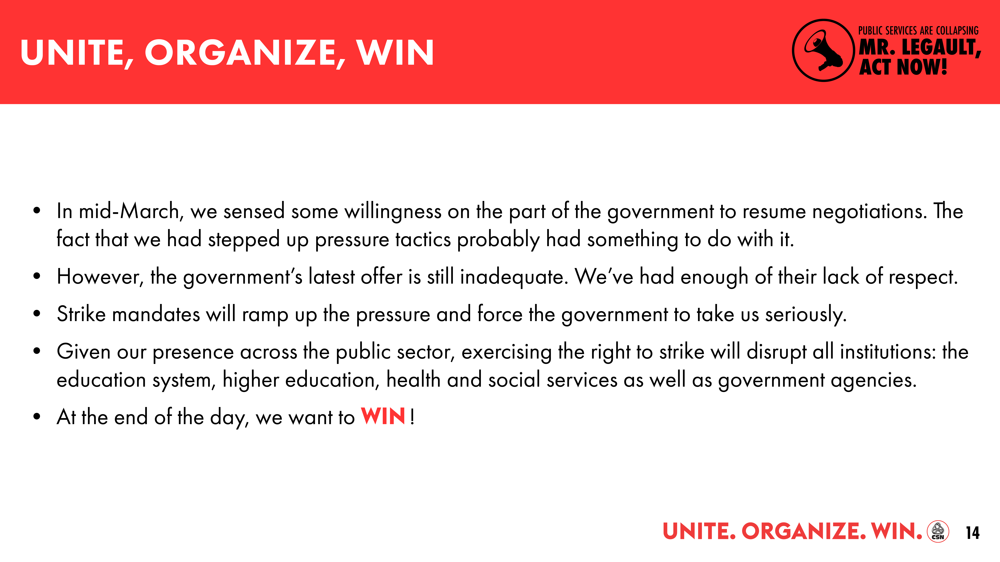 UNITE, ORGANIZE, WIN
PUBLIC SERVICES ARE COLLAPSING
MR. LEGAULT,
ACT NOW!
• In mid-March, we sensed some willingness on the part of the government to resume negotiations. The
fact that we had stepped up pressure tactics probably had something to do with it.
• However, the government’s latest offer is still inadequate. We’ve had enough of their lack of respect.
• Strike mandates will ramp up the pressure and force the government to take us seriously.
• Given our presence across the public sector, exercising the right to strike will disrupt all institutions: the
education system, higher education, health and social services as well as government agencies.
• At the end of the day, we want to WIN !
UNITE. ORGANIZE. WIN. CSN 14